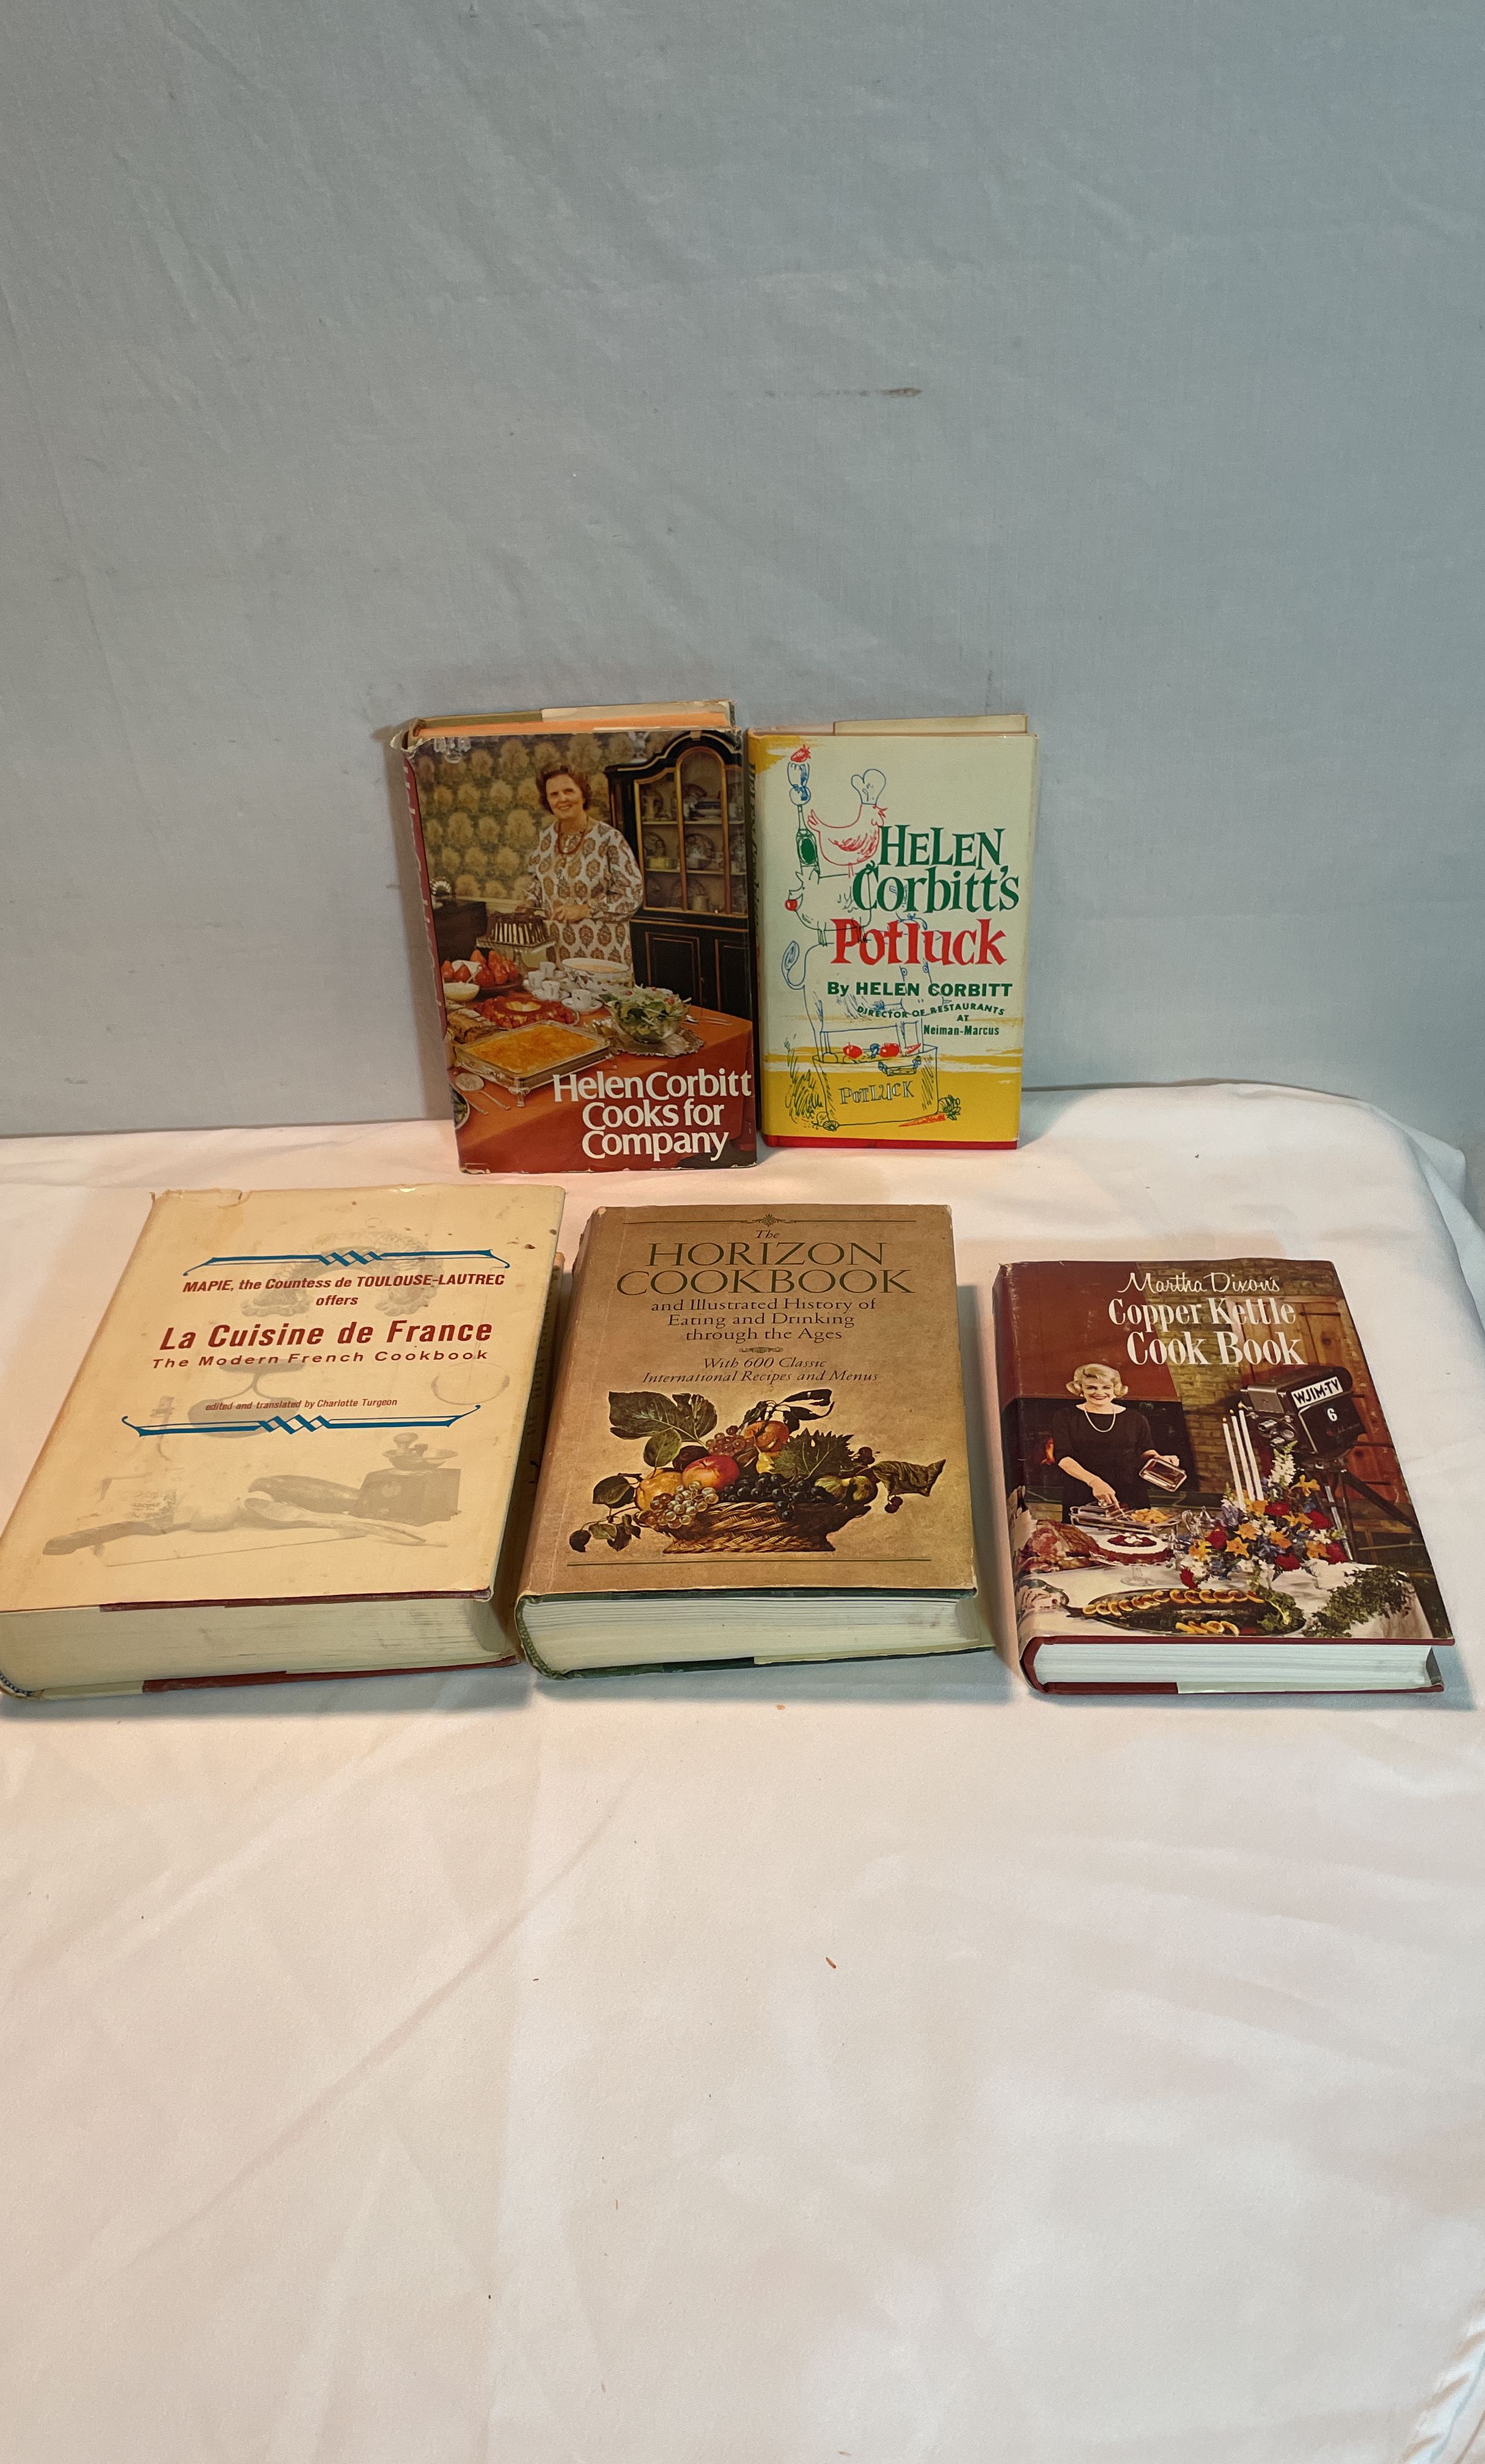 Helen Corbitt
Cooks for
Company
HELEN
Corbitt's
Potluck
By HELEN CORBITT
DIRECTOR OF RESTAURANTS
AT
Neiman-Marcus
POTLUCK
MAPIE, the Countess de TOULOUSE-LAUTREC
offers
La Cuisine de France
The Modern French Cookbook
edited and translated by Charlotte Turgeon
The
HORIZON
COOKBOOK
and Illustrated History of
Eating and Drinking
through the Ages
With 600 Classic
International Recipes and Menus
Martha Dixon's
Copper Kettle
Cook Book
WJIM-TV
6